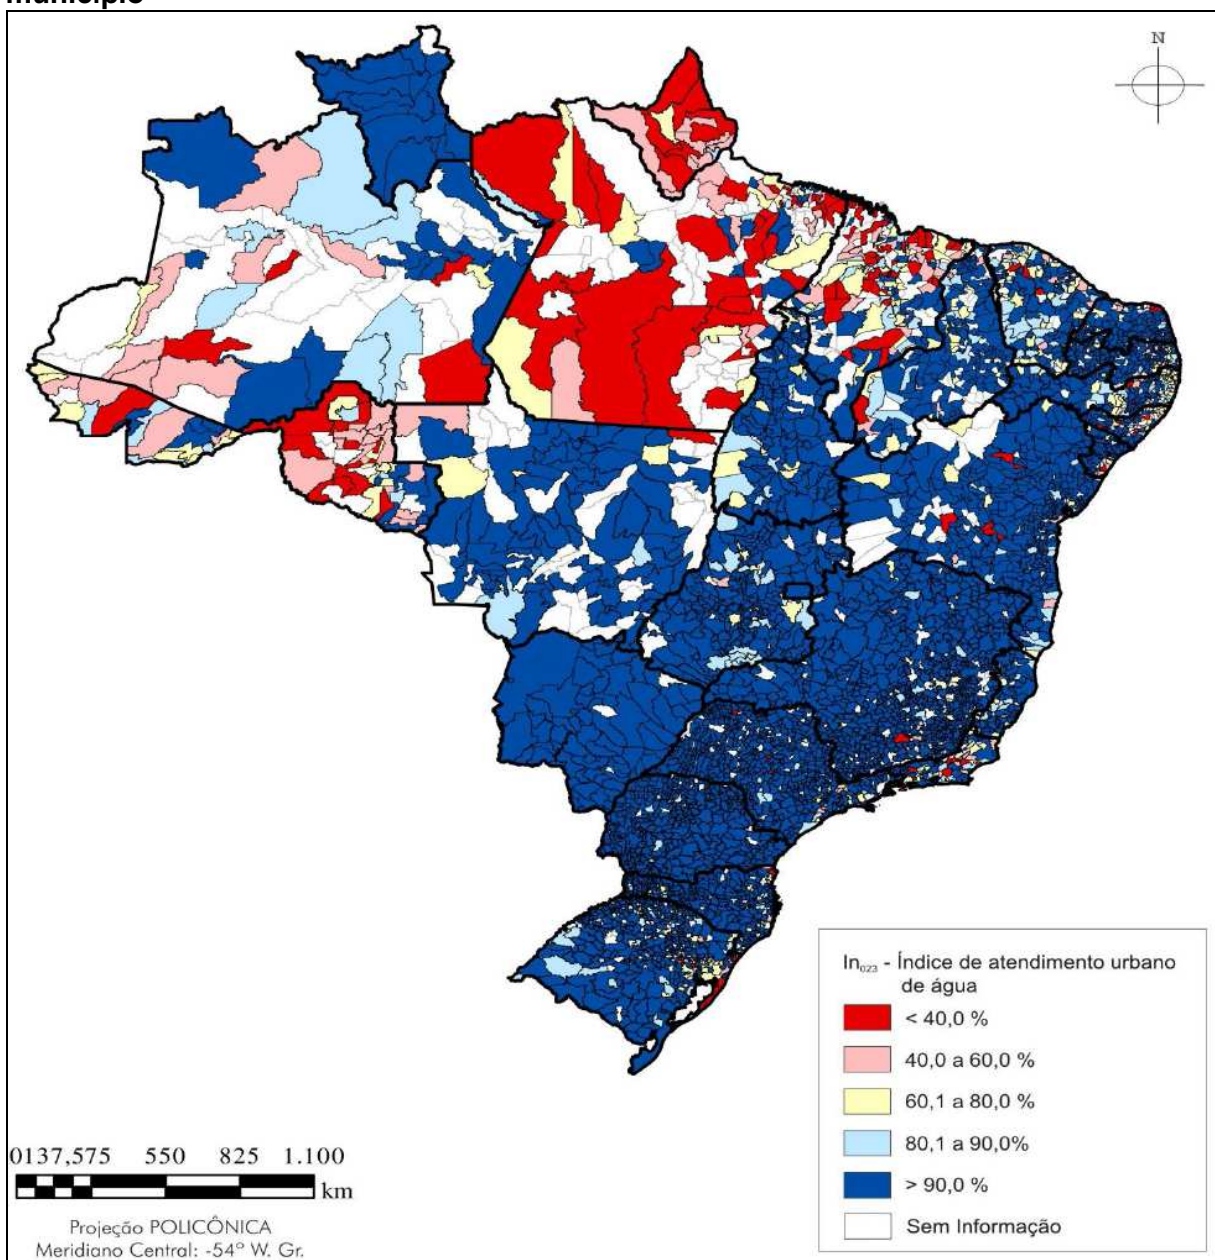 município
N
In023 - Índice de atendimento urbano
de água
< 40,0 %
40,0 a 60,0 %
60,1 a 80,0 %
80,1 a 90,0%
> 90,0 %
Sem Informação
0137,575 550 825 1.100
km
Projeção POLICÔNICA
Meridiano Central: -54° W. Gr.